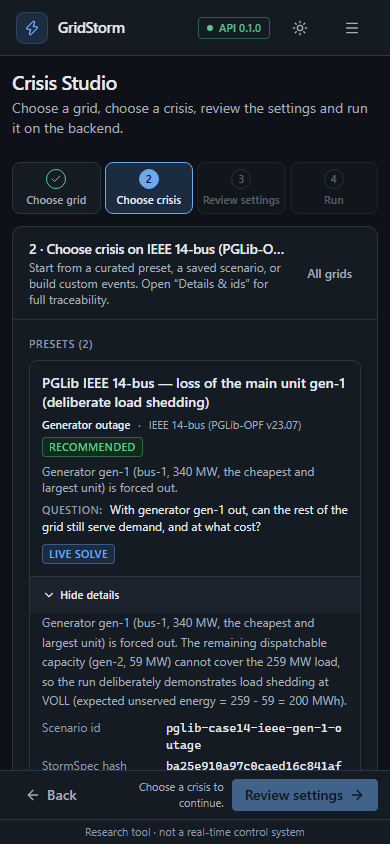 GridStorm
API 0.1.0
Crisis Studio
Choose a grid, choose a crisis, review the settings and run
it on the backend.
Choose grid
2
Choose crisis
3
Review settings
4
Run
2 · Choose crisis on IEEE 14-bus (PGLib-O...
Start from a curated preset, a saved scenario, or
build custom events. Open "Details & ids" for
full traceability.
All grids
PRESETS (2)
PGLib IEEE 14-bus — loss of the main unit gen-1
(deliberate load shedding)
Generator outage · IEEE 14-bus (PGLib-OPF v23.07)
RECOMMENDED
Generator gen-1 (bus-1, 340 MW, the cheapest and
largest unit) is forced out.
QUESTION: With generator gen-1 out, can the rest of the
grid still serve demand, and at what cost?
LIVE SOLVE
Hide details
Generator gen-1 (bus-1, 340 MW, the cheapest and
largest unit) is forced out. The remaining dispatchable
capacity (gen-2, 59 MW) cannot cover the 259 MW load,
so the run deliberately demonstrates load shedding at
VOLL (expected unserved energy = 259 - 59 = 200 MWh).
Scenario id
pglib-case14-ieee-gen-1-o
utage
StormSpec hash
ba25e910a97c0caed16c841af
Back
Choose a crisis to
continue.
Review settings
Research tool · not a real-time control system